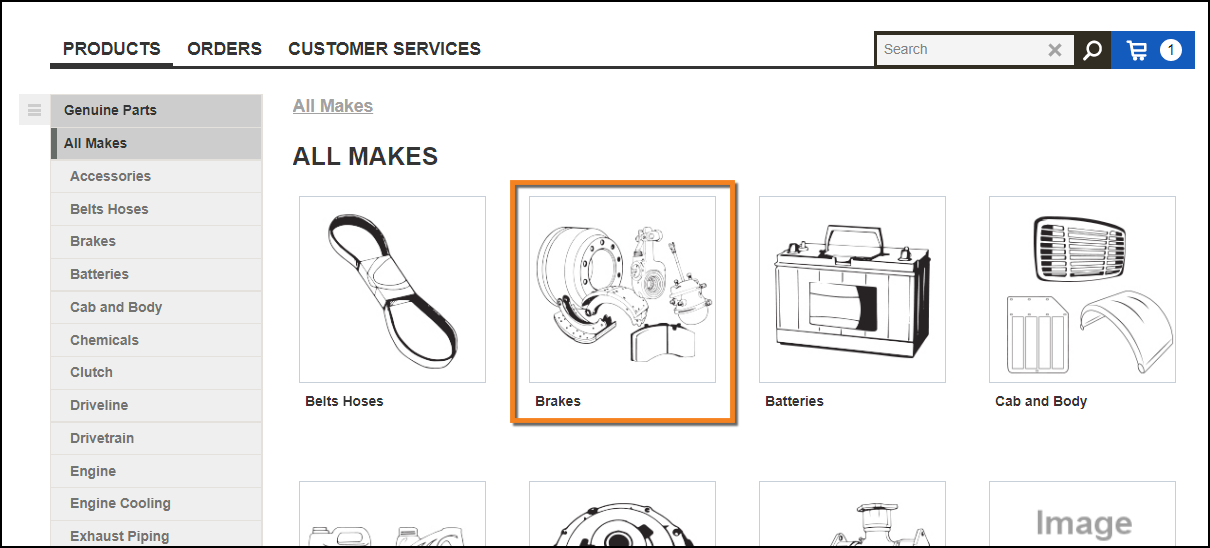 PRODUCTS ORDERS CUSTOMER SERVICES
Search
1
Genuine Parts
All Makes
Accessories
Belts Hoses
Brakes
Batteries
Cab and Body
Chemicals
Clutch
Driveline
Drivetrain
Engine
Engine Cooling
Exhaust Piping
All Makes
ALL MAKES
Belts Hoses
Brakes
Batteries
Cab and Body
Image